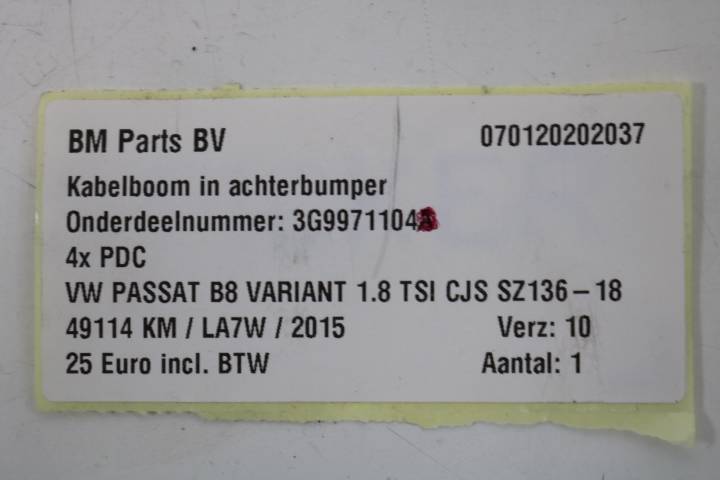 BM Parts BV 070120202037
Kabelboom in achterbumper
Onderdeelnummer: 3G9971104
4x PDC
VW PASSAT B8 VARIANT 1.8 TSI CJS SZ136-18
49114 KM / LA7W / 2015 Verz: 10
25 Euro incl. BTW Aantal: 1